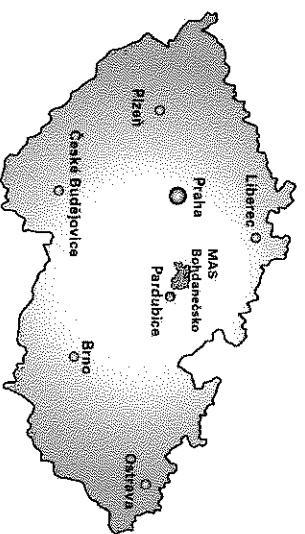 Liberec
Praha
MAS
Bohdanečsko
Pardubice
Plzeň
České Budějovice
Brno
Ostrava